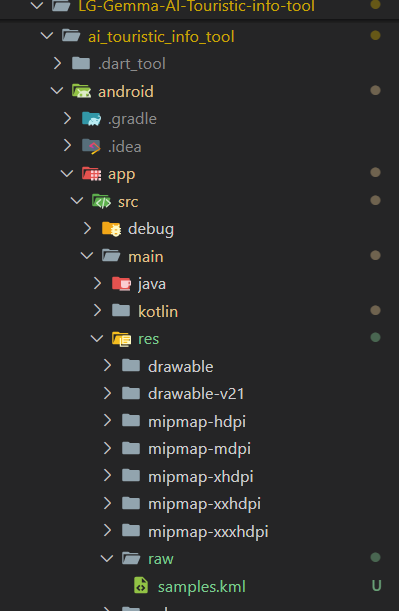 LG-Gemma-AI-Touristic-info-tool
ai_touristic_info_tool
.dart_tool
android
.gradle
.idea
app
src
debug
main
java
kotlin
res
drawable
drawable-v21
mipmap-hdpi
mipmap-mdpi
mipmap-xhdpi
mipmap-xxhdpi
mipmap-xxxhdpi
raw
samples.kml U